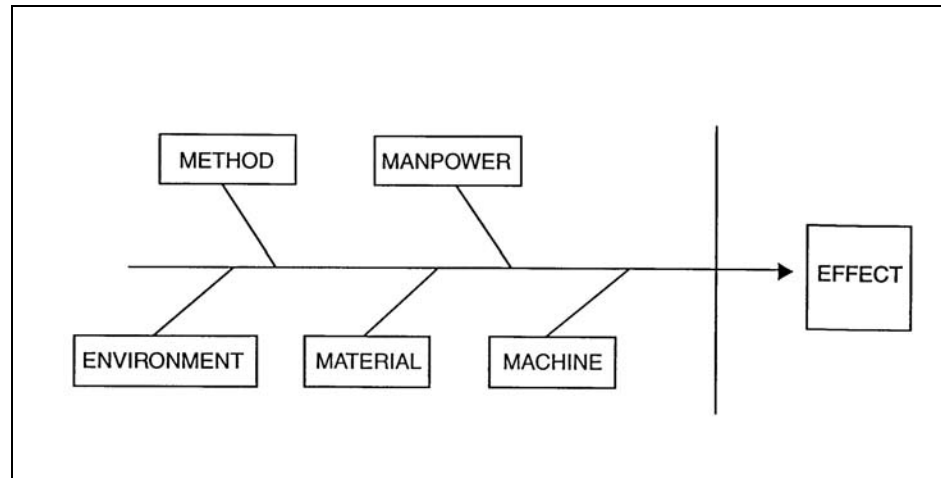 METHOD
MANPOWER
EFFECT
ENVIRONMENT
MATERIAL
MACHINE